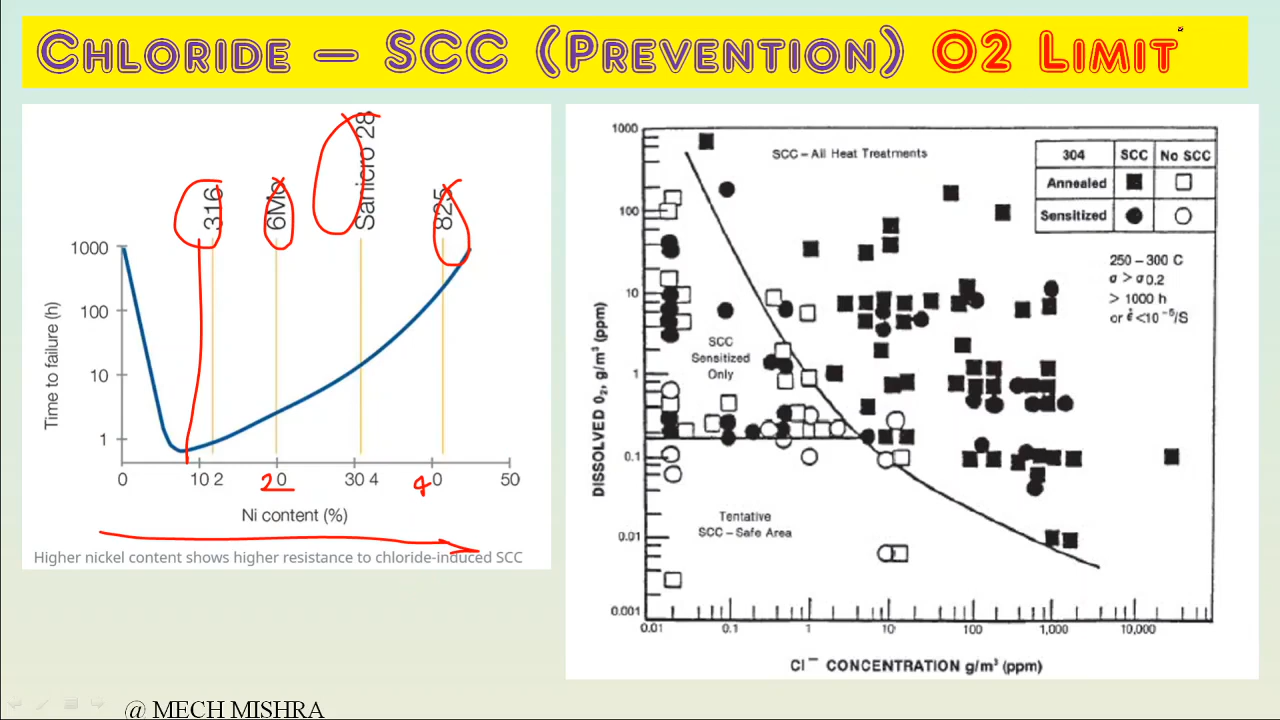 CHLORIDE – SCC (PREVENTION) O2 LIMIT
316
6Mo
Sanicro 28
825
1000
100
10
1
Time to failure (h)
0 10 2 20 30 4 40 50
Ni content (%)
Higher nickel content shows higher resistance to chloride-induced SCC
SCC – All Heat Treatments
304 SCC No SCC
Annealed
Sensitized
250 – 300 C
σ > σ0.2
> 1000 h
or ε̇ <10⁻⁵/S
SCC
Sensitized
Only
Tentative
SCC – Safe Area
1000
100
10
1
0.1
0.01
0.001
DISSOLVED O₂, g/m³ (ppm)
0.01 0.1 1 10 100 1,000 10,000
Cl⁻ CONCENTRATION g/m³ (ppm)
@ MECH MISHRA